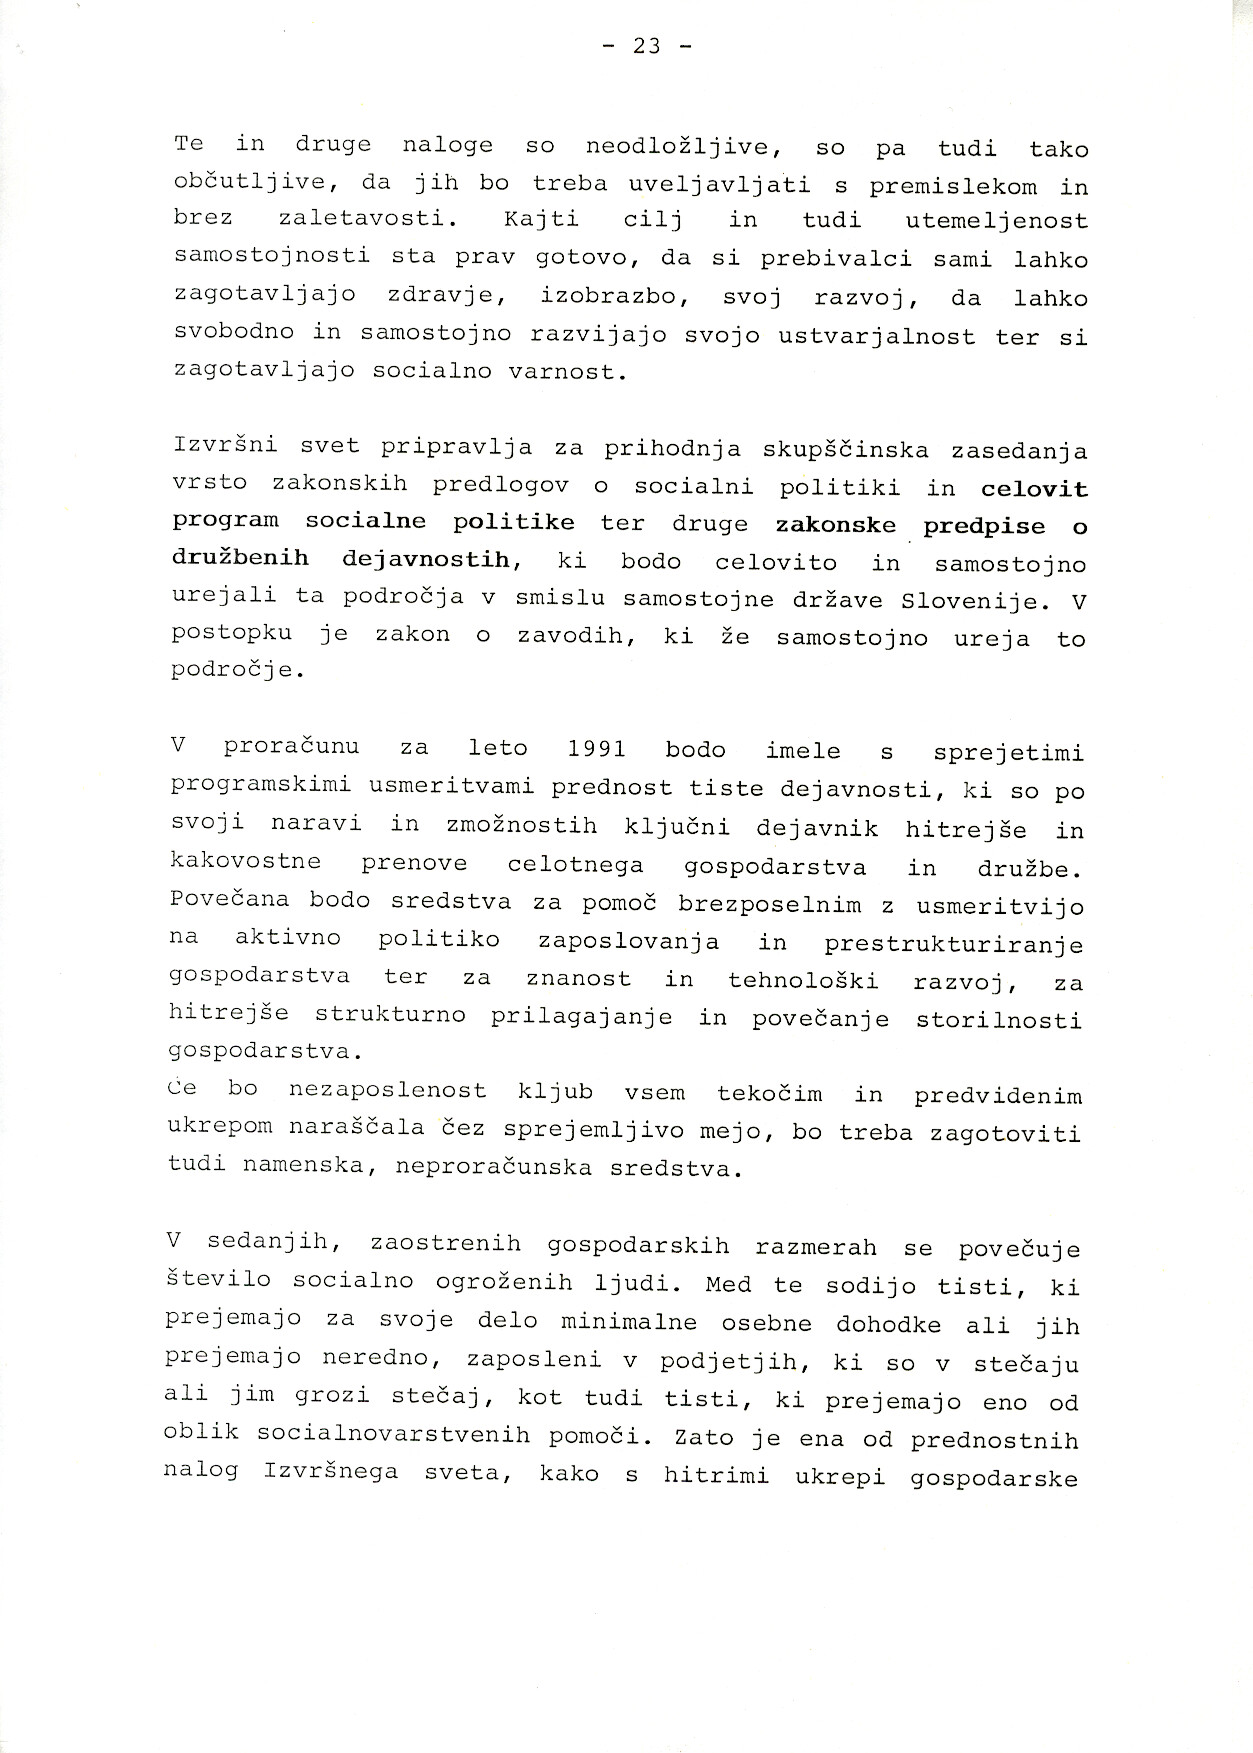 - 23 -
Te in druge naloge so neodložljive, so pa tudi tako
občutljive, da jih bo treba uveljavljati s premislekom in
brez zaletavosti. Kajti cilj in tudi utemeljenost
samostojnosti sta prav gotovo, da si prebivalci sami lahko
zagotavljajo zdravje, izobrazbo, svoj razvoj, da lahko
svobodno in samostojno razvijajo svojo ustvarjalnost ter si
zagotavljajo socialno varnost.
Izvršni svet pripravlja za prihodnja skupščinska zasedanja
vrsto zakonskih predlogov o socialni politiki in celovit
program socialne politike ter druge zakonske predpise o
družbenih dejavnostih, ki bodo celovito in samostojno
urejali ta področja v smislu samostojne države Slovenije. V
postopku je zakon o zavodih, ki že samostojno ureja to
področje.
V proračunu za leto 1991 bodo imele s sprejetimi
programskimi usmeritvami prednost tiste dejavnosti, ki so po
svoji naravi in zmožnostih ključni dejavnik hitrejše in
kakovostne prenove celotnega gospodarstva in družbe.
Povečana bodo sredstva za pomoč brezposelnim z usmeritvijo
na aktivno politiko zaposlovanja in prestrukturiranje
gospodarstva ter za znanost in tehnološki razvoj, za
hitrejše strukturno prilagajanje in povečanje storilnosti
gospodarstva.
Če bo nezaposlenost kljub vsem tekočim in predvidenim
ukrepom naraščala čez sprejemljivo mejo, bo treba zagotoviti
tudi namenska, neproračunska sredstva.
V sedanjih, zaostrenih gospodarskih razmerah se povečuje
število socialno ogroženih ljudi. Med te sodijo tisti, ki
prejemajo za svoje delo minimalne osebne dohodke ali jih
prejemajo neredno, zaposleni v podjetjih, ki so v stečaju
ali jim grozi stečaj, kot tudi tisti, ki prejemajo eno od
oblik socialnovarstvenih pomoči. Zato je ena od prednostnih
nalog Izvršnega sveta, kako s hitrimi ukrepi gospodarske